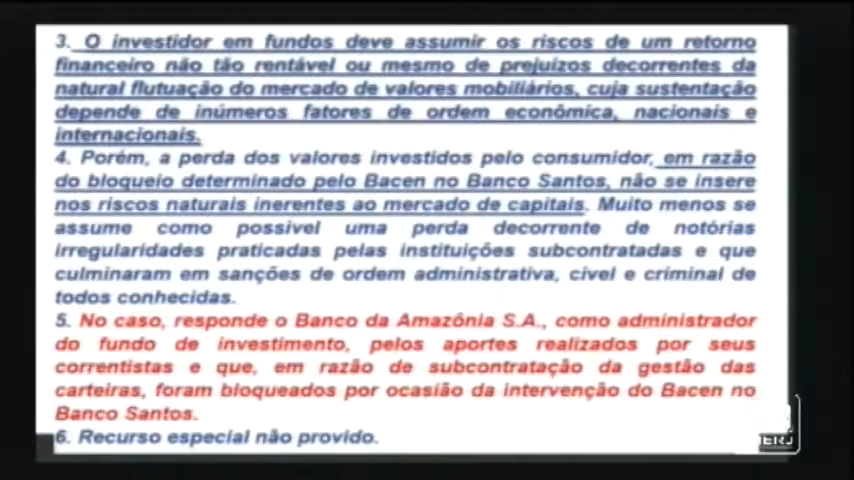 3. O investidor em fundos deve assumir os riscos de um retorno
financeiro não tão rentável ou mesmo de prejuízos decorrentes da
natural flutuação do mercado de valores mobiliários, cuja sustentação
depende de inúmeros fatores de ordem econômica, nacionais e
internacionais.
4. Porém, a perda dos valores investidos pelo consumidor, em razão
do bloqueio determinado pelo Bacen no Banco Santos, não se insere
nos riscos naturais inerentes ao mercado de capitais. Muito menos se
assume como possível uma perda decorrente de notórias
irregularidades praticadas pelas instituições subcontratadas e que
culminaram em sanções de ordem administrativa, cível e criminal de
todos conhecidas.
5. No caso, responde o Banco da Amazônia S.A., como administrador
do fundo de investimento, pelos aportes realizados por seus
correntistas e que, em razão de subcontratação da gestão das
carteiras, foram bloqueados por ocasião da intervenção do Bacen no
Banco Santos.
6. Recurso especial não provido.